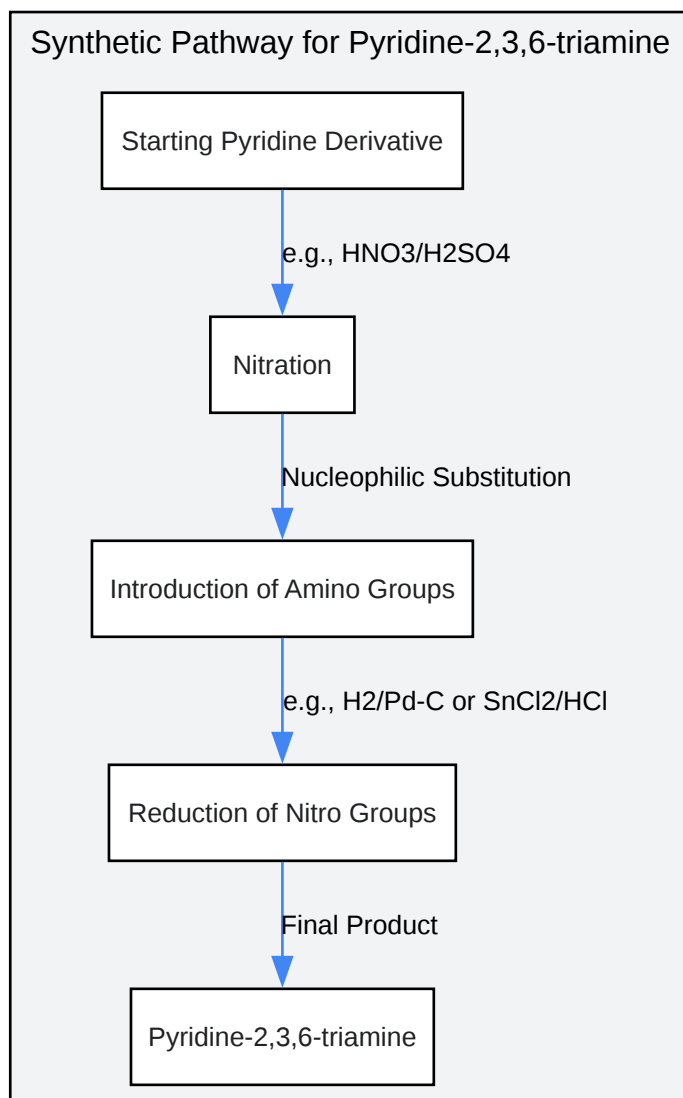 Synthetic Pathway for Pyridine-2,3,6-triamine
Starting Pyridine Derivative
e.g., HNO3/H2SO4
Nitration
Nucleophilic Substitution
Introduction of Amino Groups
e.g., H2/Pd-C or SnCl2/HCl
Reduction of Nitro Groups
Final Product
Pyridine-2,3,6-triamine